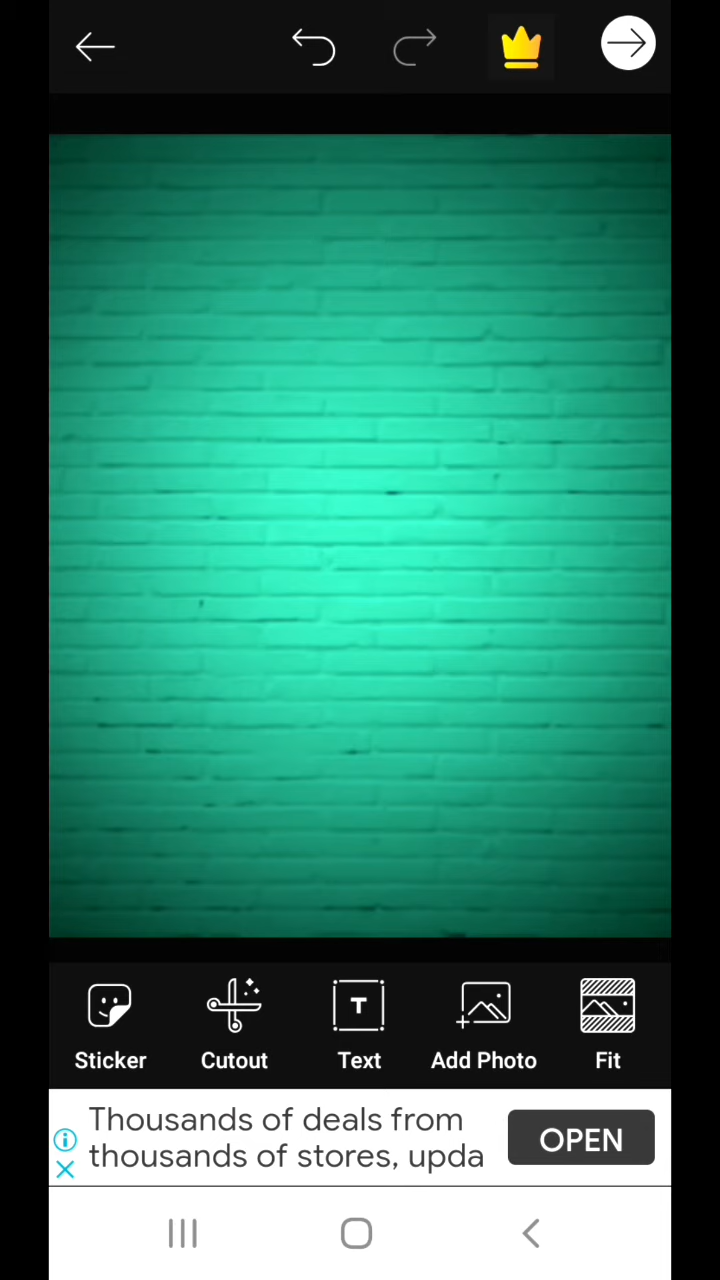 Sticker
Cutout
T
Text
Add Photo
Fit
Thousands of deals from
thousands of stores, upda
OPEN